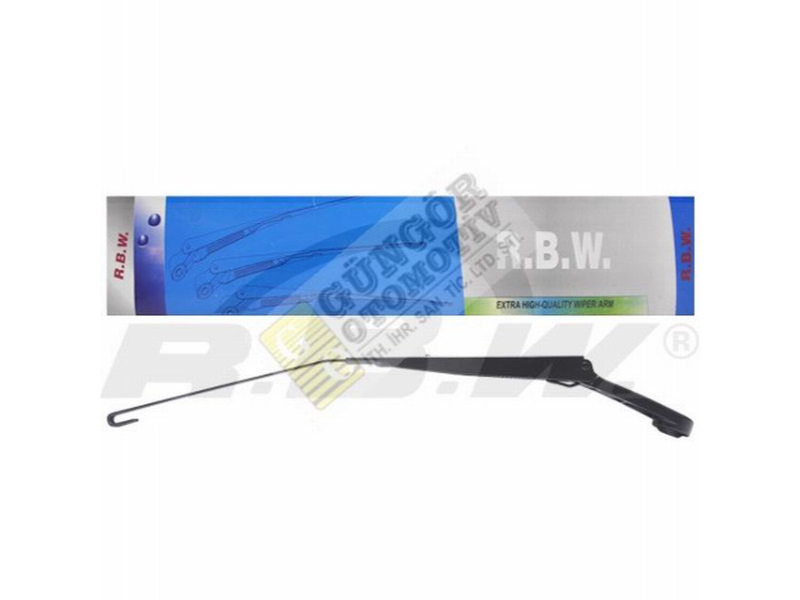 R.B.W.
R.B.W.
EXTRA HIGH-QUALITY WIPER ARM
R.B.W.
GÜNGÖR
OTOMOTİV
İTH. İHR. SAN. TİC. LTD. ŞTİ.
R.B.W.®